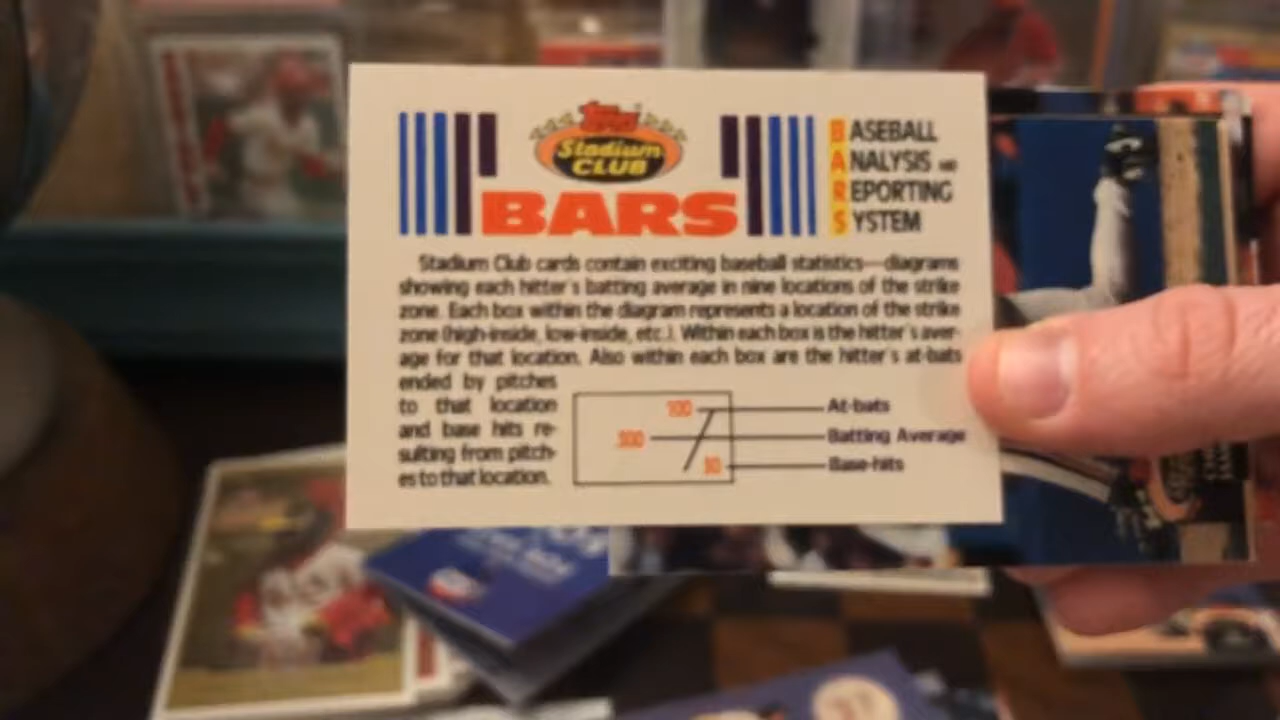 Topps
Stadium
CLUB
BARS
BASEBALL
ANALYSIS AND
REPORTING
SYSTEM
Stadium Club cards contain exciting baseball statistics—diagrams
showing each hitter's batting average in nine locations of the strike
zone. Each box within the diagram represents a location of the strike
zone (high-inside, low-inside, etc.). Within each box is the hitter's aver-
age for that location. Also within each box are the hitter's at-bats
ended by pitches
to that location
and base hits re-
sulting from pitch-
es to that location.
100
At-bats
.300
Batting Average
30
Base-hits